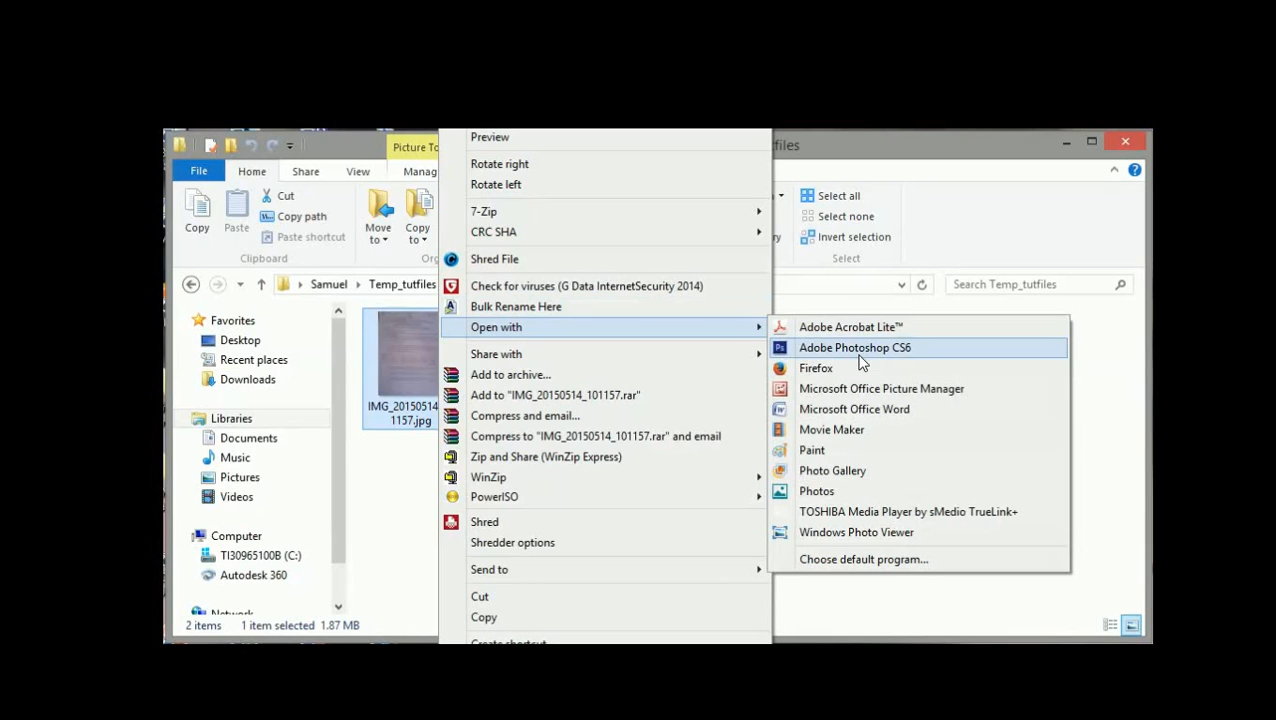 Picture To
tfiles
File
Home
Share
View
Manag
Copy
Paste
Cut
Copy path
Paste shortcut
Move
to
Copy
to
Clipboard
Org
Select all
Select none
Invert selection
Select
Samuel
Temp_tutfiles
Search Temp_tutfiles
Favorites
Desktop
Recent places
Downloads
Libraries
Documents
Music
Pictures
Videos
Computer
TI30965100B (C:)
Autodesk 360
Network
IMG_20150514
1157.jpg
2 items
1 item selected 1.87 MB
Preview
Rotate right
Rotate left
7-Zip
CRC SHA
Shred File
Check for viruses (G Data InternetSecurity 2014)
Bulk Rename Here
Open with
Share with
Add to archive...
Add to "IMG_20150514_101157.rar"
Compress and email...
Compress to "IMG_20150514_101157.rar" and email
Zip and Share (WinZip Express)
WinZip
PowerISO
Shred
Shredder options
Send to
Cut
Copy
Create shortcut
Adobe Acrobat Lite™
Adobe Photoshop CS6
Firefox
Microsoft Office Picture Manager
Microsoft Office Word
Movie Maker
Paint
Photo Gallery
Photos
TOSHIBA Media Player by sMedio TrueLink+
Windows Photo Viewer
Choose default program...